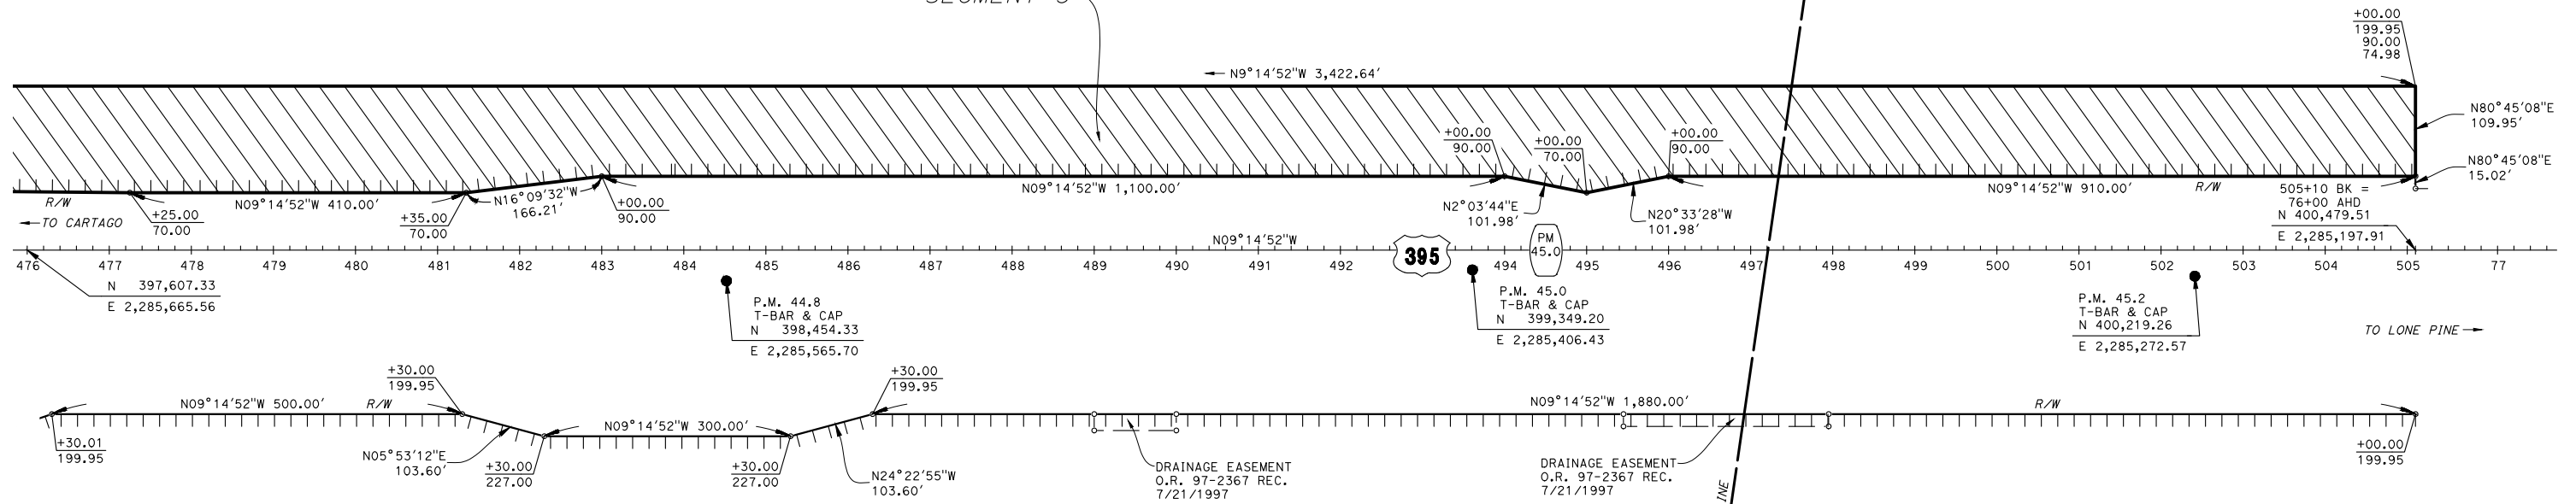 +00.00
199.95
90.00
74.98
N9°14'52"W 3,422.64'
N80°45'08"E
109.95'
+00.00
90.00
+00.00
70.00
+00.00
90.00
N80°45'08"E
15.02'
R/W
N09°14'52"W 410.00'
N16°09'32"W
166.21'
N09°14'52"W 1,100.00'
N09°14'52"W 910.00'
R/W
505+10 BK =
76+00 AHD
N 400,479.51
E 2,285,197.91
TO CARTAGO
+25.00
70.00
+35.00
70.00
+00.00
90.00
N2°03'44"E
101.98'
N20°33'28"W
101.98'
N09°14'52"W
395
PM
45.0
476 477 478 479 480 481 482 483 484 485 486 487 488 489 490 491 492 494 495 496 497 498 499 500 501 502 503 504 505 77
N 397,607.33
E 2,285,665.56
P.M. 44.8
T-BAR & CAP
N 398,454.33
E 2,285,565.70
P.M. 45.0
T-BAR & CAP
N 399,349.20
E 2,285,406.43
P.M. 45.2
T-BAR & CAP
N 400,219.26
E 2,285,272.57
TO LONE PINE
+30.00
199.95
+30.00
199.95
N09°14'52"W 500.00'
R/W
N09°14'52"W 300.00'
N09°14'52"W 1,880.00'
R/W
+30.01
199.95
N05°53'12"E
103.60'
+30.00
227.00
+30.00
227.00
N24°22'55"W
103.60'
DRAINAGE EASEMENT
O.R. 97-2367 REC.
7/21/1997
DRAINAGE EASEMENT
O.R. 97-2367 REC.
7/21/1997
+00.00
199.95